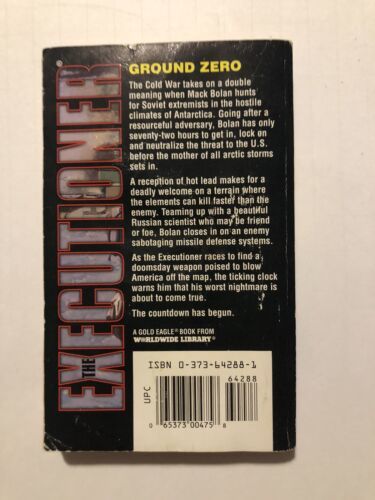 THE EXECUTIONER®
GROUND ZERO
The Cold War takes on a double
meaning when Mack Bolan hunts
for Soviet extremists in the hostile
climates of Antarctica. Going after a
resourceful adversary, Bolan has only
seventy-two hours to get in, lock on
and neutralize the threat to the U.S.
before the mother of all arctic storms
sets in.
A reception of hot lead makes for a
deadly welcome on a terrain where
the elements can kill faster than the
enemy. Teaming up with a beautiful
Russian scientist who may be friend
or foe, Bolan closes in on an enemy
sabotaging missile defense systems.
As the Executioner races to find a
doomsday weapon poised to blow
America off the map, the ticking clock
warns him that his worst nightmare is
about to come true.
The countdown has begun.
A GOLD EAGLE® BOOK FROM
WORLDWIDE LIBRARY®
ISBN 0-373-64288-1
64288
UPC
0 65373 00475 8